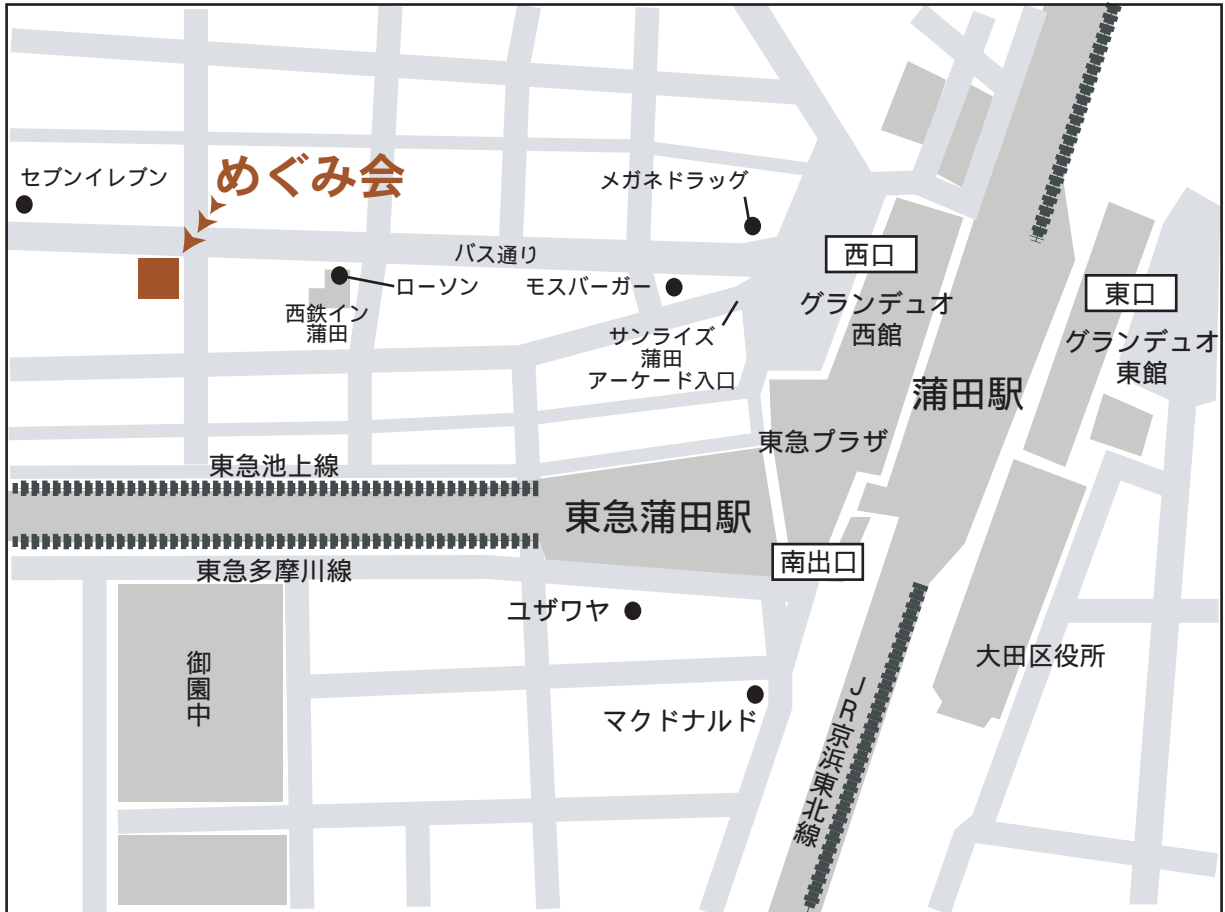 セブンイレブン
めぐみ会
メガネドラッグ
バス通り
ローソン
モスバーガー
西鉄イン
蒲田
サンライズ
蒲田
アーケード入口
西口
グランデュオ
西館
東口
グランデュオ
東館
蒲田駅
東急プラザ
東急池上線
東急蒲田駅
南出口
東急多摩川線
ユザワヤ
御園中
大田区役所
マクドナルド
JR京浜東北線